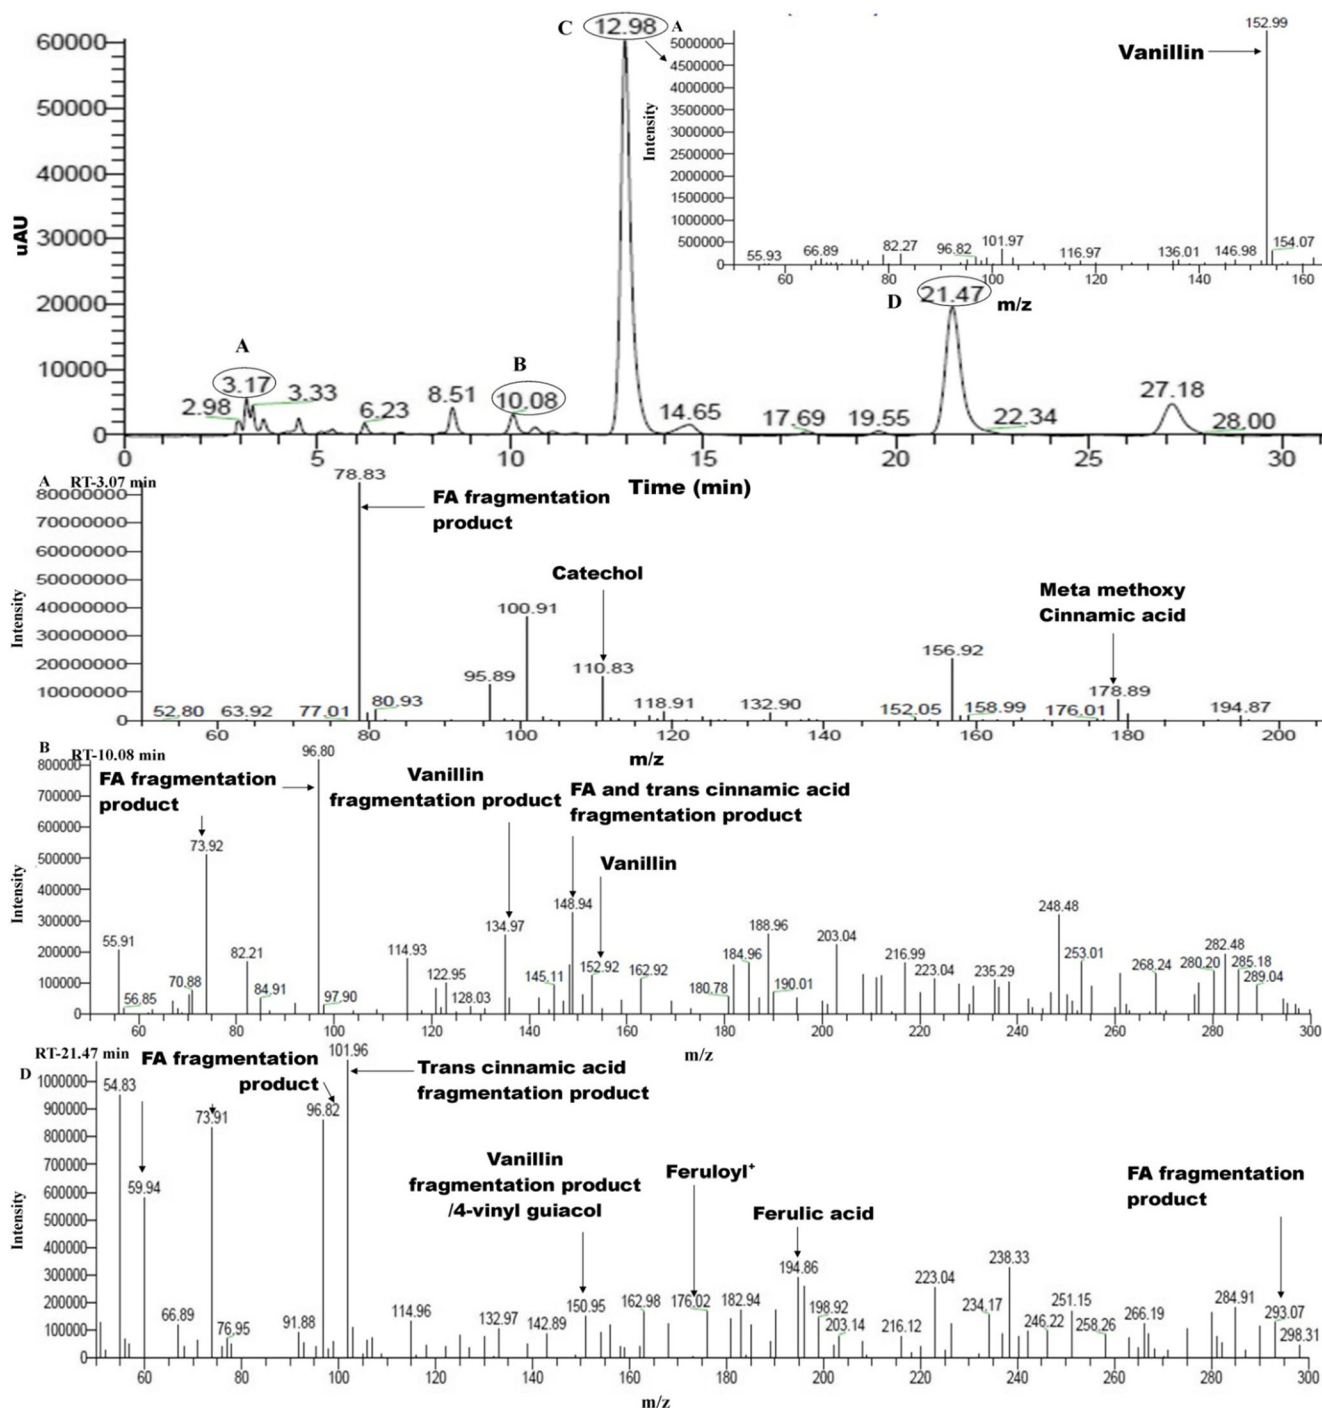 C 12.98 A
60000
50000
40000
30000
20000
10000
0
uAU
A
3.17
2.98
3.33
6.23
8.51
B
10.08
14.65
17.69
19.55
D
21.47
22.34
27.18
28.00
0 5 10 15 20 25 30
Time (min)
5000000
4500000
4000000
3500000
3000000
2500000
2000000
1500000
1000000
500000
0
Intensity
152.99
Vanillin
55.93 66.89 82.27 96.82 101.97 116.97 136.01 146.98 154.07
60 80 100 120 140 160
m/z
A RT-3.07 min
80000000
70000000
60000000
50000000
40000000
30000000
20000000
10000000
0
Intensity
78.83
FA fragmentation
product
Catechol
Meta methoxy
Cinnamic acid
52.80 63.92 77.01 80.93 95.89 100.91 110.83 118.91 132.90 152.05 156.92 158.99 176.01 178.89 194.87
60 80 100 120 140 160 180 200
m/z
B RT-10.08 min
800000
700000
600000
500000
400000
300000
200000
100000
0
Intensity
96.80
FA fragmentation
product
Vanillin
fragmentation product
FA and trans cinnamic acid
fragmentation product
Vanillin
55.91 56.85 70.88 73.92 82.21 84.91 97.90 114.93 122.95 128.03 134.97 145.11 148.94 152.92 162.92 180.78 184.96 188.96 190.01 203.04 216.99 223.04 235.29 248.48 253.01 268.24 280.20 282.48 285.18 289.04
60 80 100 120 140 160 180 200 220 240 260 280 300
m/z
RT-21.47 min
D
1000000
900000
800000
700000
600000
500000
400000
300000
200000
100000
0
Intensity
FA fragmentation
product
101.96
Trans cinnamic acid
fragmentation product
Vanillin
fragmentation product
/4-vinyl guiacol
Feruloyl+
Ferulic acid
FA fragmentation
product
54.83 59.94 66.89 73.91 76.95 91.88 96.82 114.96 132.97 142.89 150.95 162.98 176.02 182.94 194.86 198.92 203.14 216.12 223.04 234.17 238.33 246.22 251.15 258.26 266.19 284.91 293.07 298.31
60 80 100 120 140 160 180 200 220 240 260 280 300
m/z